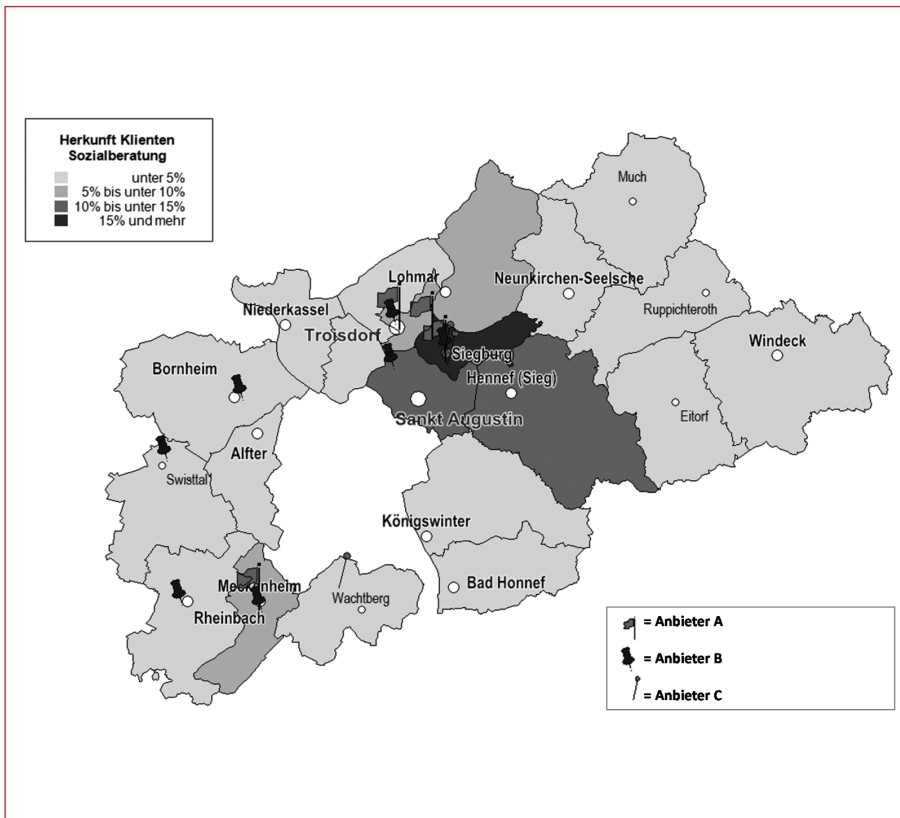 Herkunft Klienten
Sozialberatung
unter 5%
5% bis unter 10%
10% bis unter 15%
15% und mehr
Much
Lohmar
Neunkirchen-Seelsche
Niederkassel
Ruppichteroth
Troisdorf
Windeck
Siegburg
Bornheim
Hennef (Sieg)
Eitorf
Sankt Augustin
Alfter
Swisttal
Königswinter
Meckenheim
Bad Honnef
Wachtberg
Rheinbach
= Anbieter A
= Anbieter B
= Anbieter C